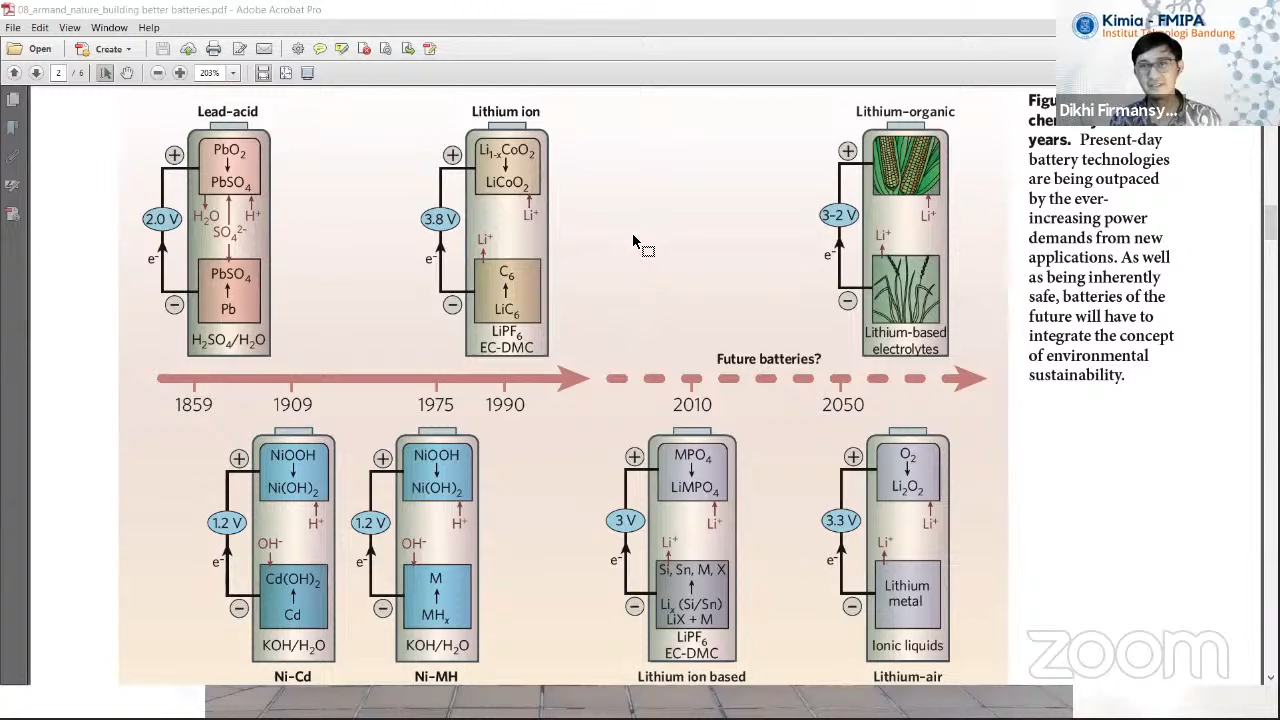 08_armand_nature_building better batteries.pdf - Adobe Acrobat Pro
File Edit View Window Help
Open Create
2 / 6 203%
Kimia - FMIPA
Institut Teknologi Bandung
Dikhi Firmansy...
Lead–acid
PbO₂
PbSO₄
2.0 V
H₂O
H⁺
SO₄²⁻
e⁻
PbSO₄
Pb
H₂SO₄/H₂O
Lithium ion
Li₁₋ₓCoO₂
LiCoO₂
3.8 V
Li⁺
Li⁺
e⁻
C₆
LiC₆
LiPF₆
EC-DMC
Lithium–organic
3–2 V
Li⁺
Li⁺
e⁻
Lithium-based
electrolytes
years. Present-day
battery technologies
are being outpaced
by the ever-
increasing power
demands from new
applications. As well
as being inherently
safe, batteries of the
future will have to
integrate the concept
of environmental
sustainability.
Future batteries?
1859 1909 1975 1990 2010 2050
NiOOH
Ni(OH)₂
1.2 V
H⁺
OH⁻
e⁻
Cd(OH)₂
Cd
KOH/H₂O
Ni–Cd
NiOOH
Ni(OH)₂
1.2 V
H⁺
OH⁻
e⁻
M
MHₓ
KOH/H₂O
Ni–MH
MPO₄
LiMPO₄
3 V
Li⁺
Li⁺
e⁻
Si, Sn, M, X
Liₓ (Si/Sn)
LiX + M
LiPF₆
EC-DMC
Lithium ion based
O₂
Li₂O₂
3.3 V
Li⁺
Li⁺
e⁻
Lithium
metal
Ionic liquids
Lithium–air
zoom